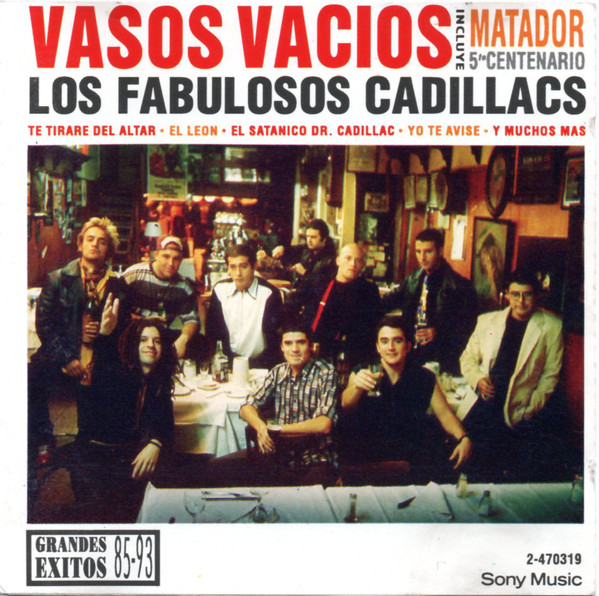 VASOS VACIOS
INCLUYE
MATADOR
5to CENTENARIO
LOS FABULOSOS CADILLACS
TE TIRARE DEL ALTAR • EL LEON • EL SATANICO DR. CADILLAC • YO TE AVISE • Y MUCHOS MAS
GRANDES
EXITOS
85-93
2-470319
Sony Music